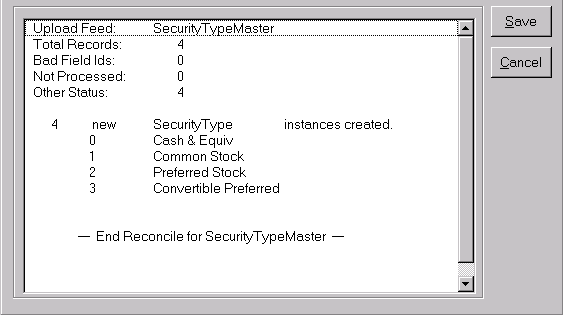 Upload Feed: SecurityTypeMaster
Total Records: 4
Bad Field Ids: 0
Not Processed: 0
Other Status: 4
4 new SecurityType instances created.
0 Cash & Equiv
1 Common Stock
2 Preferred Stock
3 Convertible Preferred
— End Reconcile for SecurityTypeMaster —
Save
Cancel